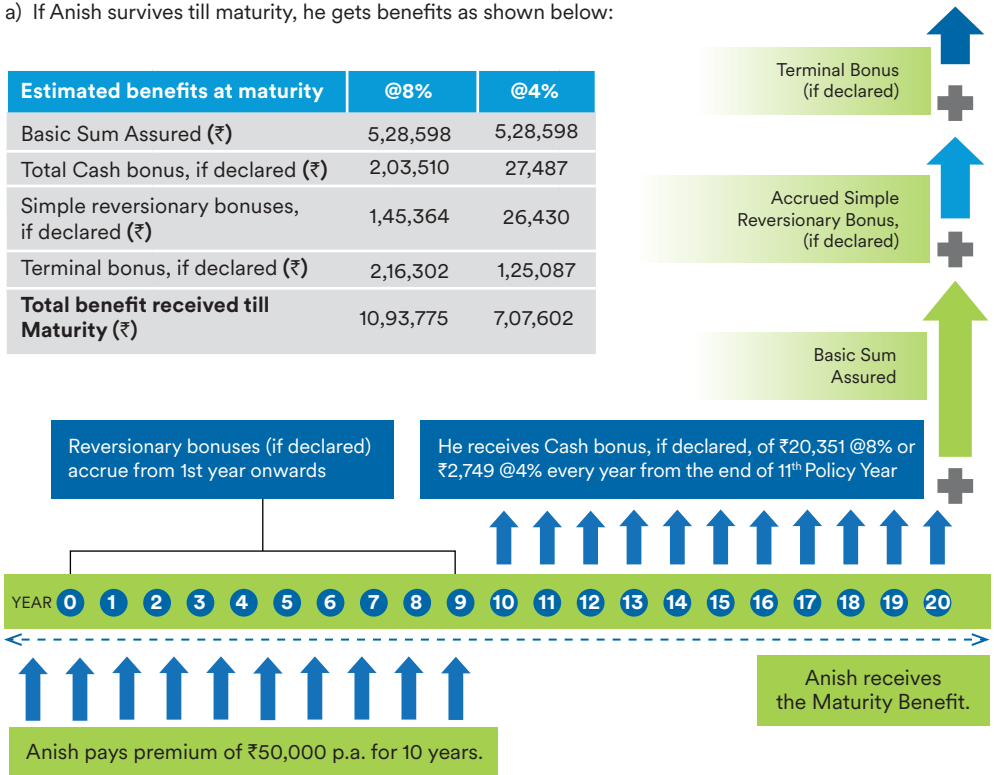 a) If Anish survives till maturity, he gets benefits as shown below:
Estimated benefits at maturity @8% @4%
Basic Sum Assured (₹) 5,28,598 5,28,598
Total Cash bonus, if declared (₹) 2,03,510 27,487
Simple reversionary bonuses,
if declared (₹) 1,45,364 26,430
Terminal bonus, if declared (₹) 2,16,302 1,25,087
Total benefit received till
Maturity (₹) 10,93,775 7,07,602
Terminal Bonus
(if declared)
Accrued Simple
Reversionary Bonus,
(if declared)
Basic Sum
Assured
Reversionary bonuses (if declared)
accrue from 1st year onwards
He receives Cash bonus, if declared, of ₹20,351 @8% or
₹2,749 @4% every year from the end of 11th Policy Year
YEAR 0 1 2 3 4 5 6 7 8 9 10 11 12 13 14 15 16 17 18 19 20
Anish receives
the Maturity Benefit.
Anish pays premium of ₹50,000 p.a. for 10 years.